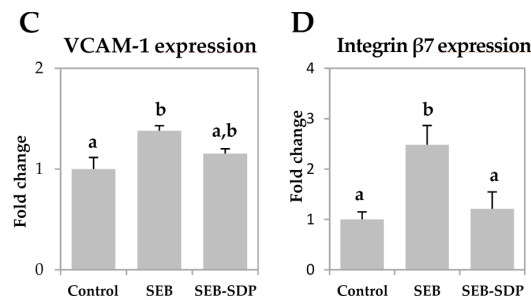 C
VCAM-1 expression
Fold change
2
1
0
a
b
a,b
Control SEB SEB-SDP
D
Integrin β7 expression
Fold change
4
3
2
1
0
a
b
a
Control SEB SEB-SDP